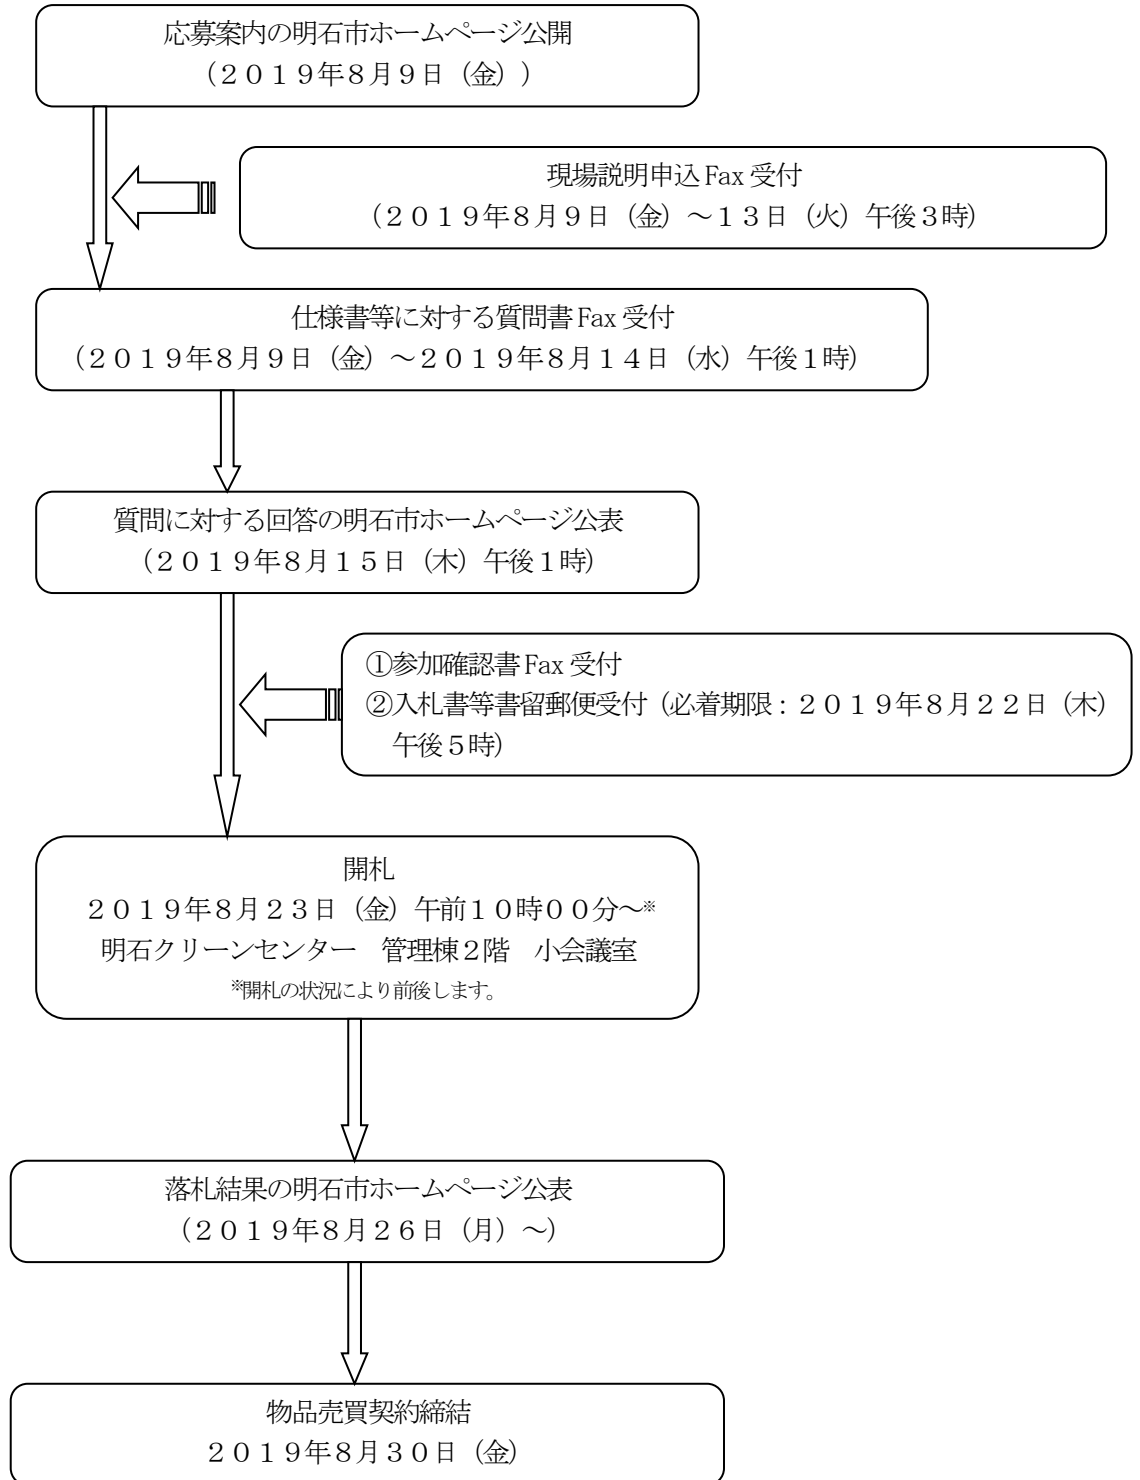 応募案内の明石市ホームページ公開
（２０１９年８月９日（金））
現場説明申込Fax受付
（２０１９年８月９日（金）～１３日（火）午後３時）
仕様書等に対する質問書Fax受付
（２０１９年８月９日（金）～２０１９年８月１４日（水）午後１時）
質問に対する回答の明石市ホームページ公表
（２０１９年８月１５日（木）午後１時）
①参加確認書Fax受付
②入札書等書留郵便受付（必着期限：２０１９年８月２２日（木）
午後５時）
開札
２０１９年８月２３日（金）午前１０時００分～※
明石クリーンセンター　管理棟２階　小会議室
※開札の状況により前後します。
落札結果の明石市ホームページ公表
（２０１９年８月２６日（月）～）
物品売買契約締結
２０１９年８月３０日（金）